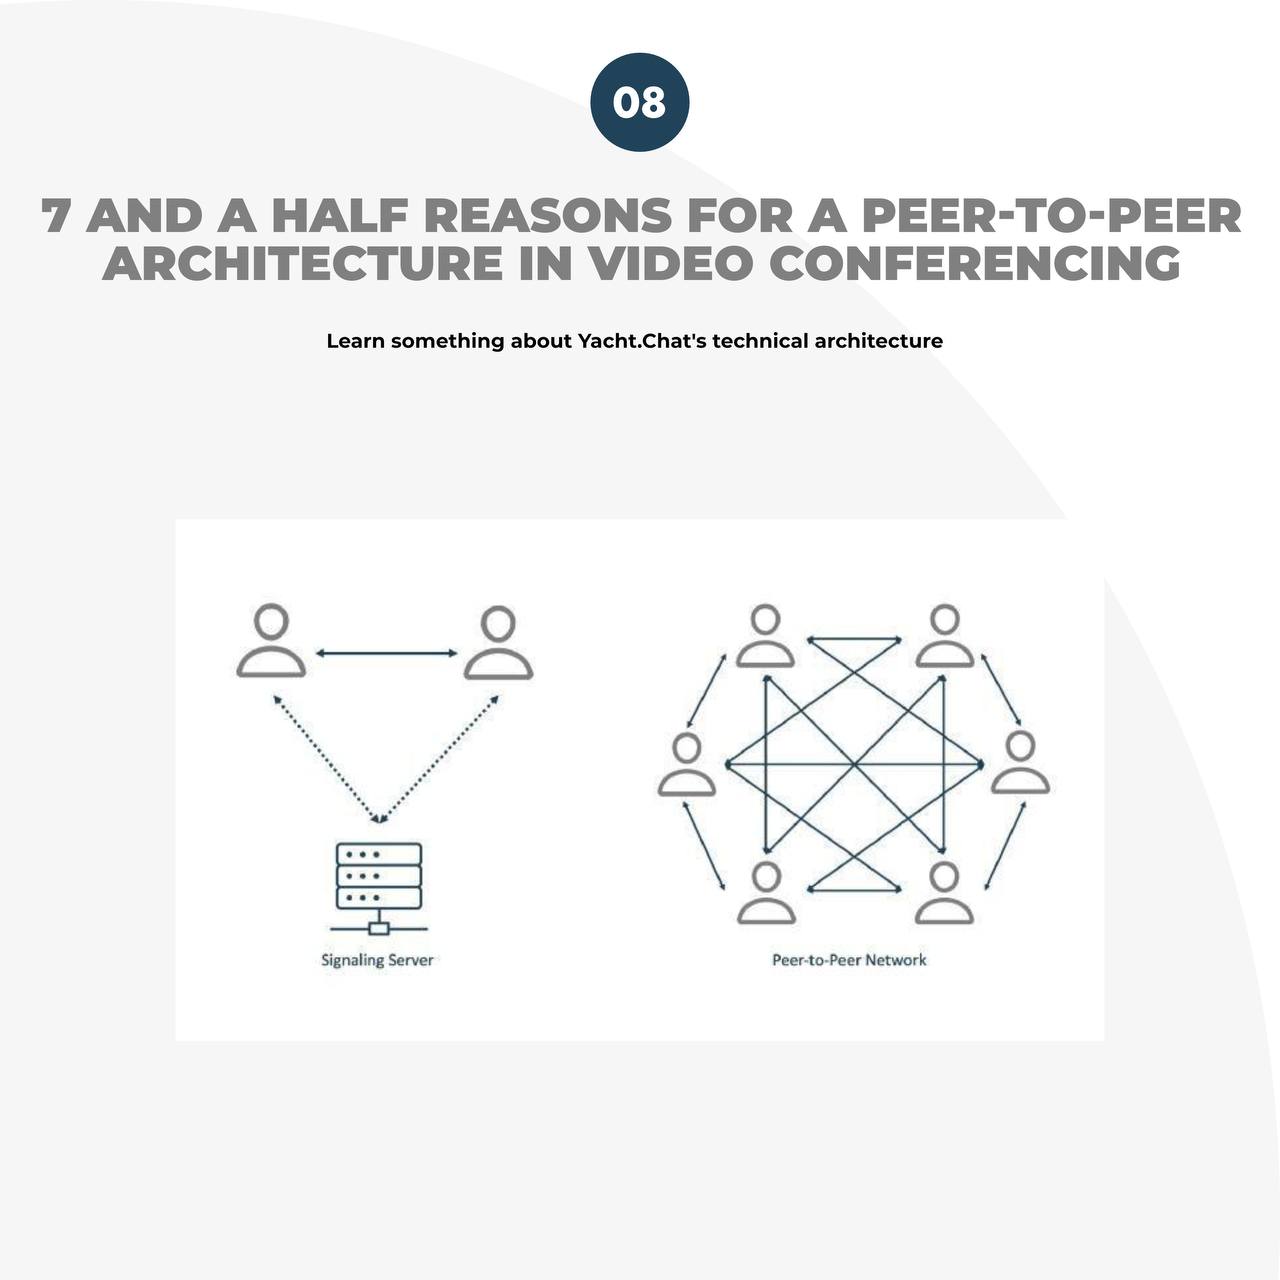 08
7 AND A HALF REASONS FOR A PEER-TO-PEER
ARCHITECTURE IN VIDEO CONFERENCING
Learn something about Yacht.Chat's technical architecture
Signaling Server
Peer-to-Peer Network